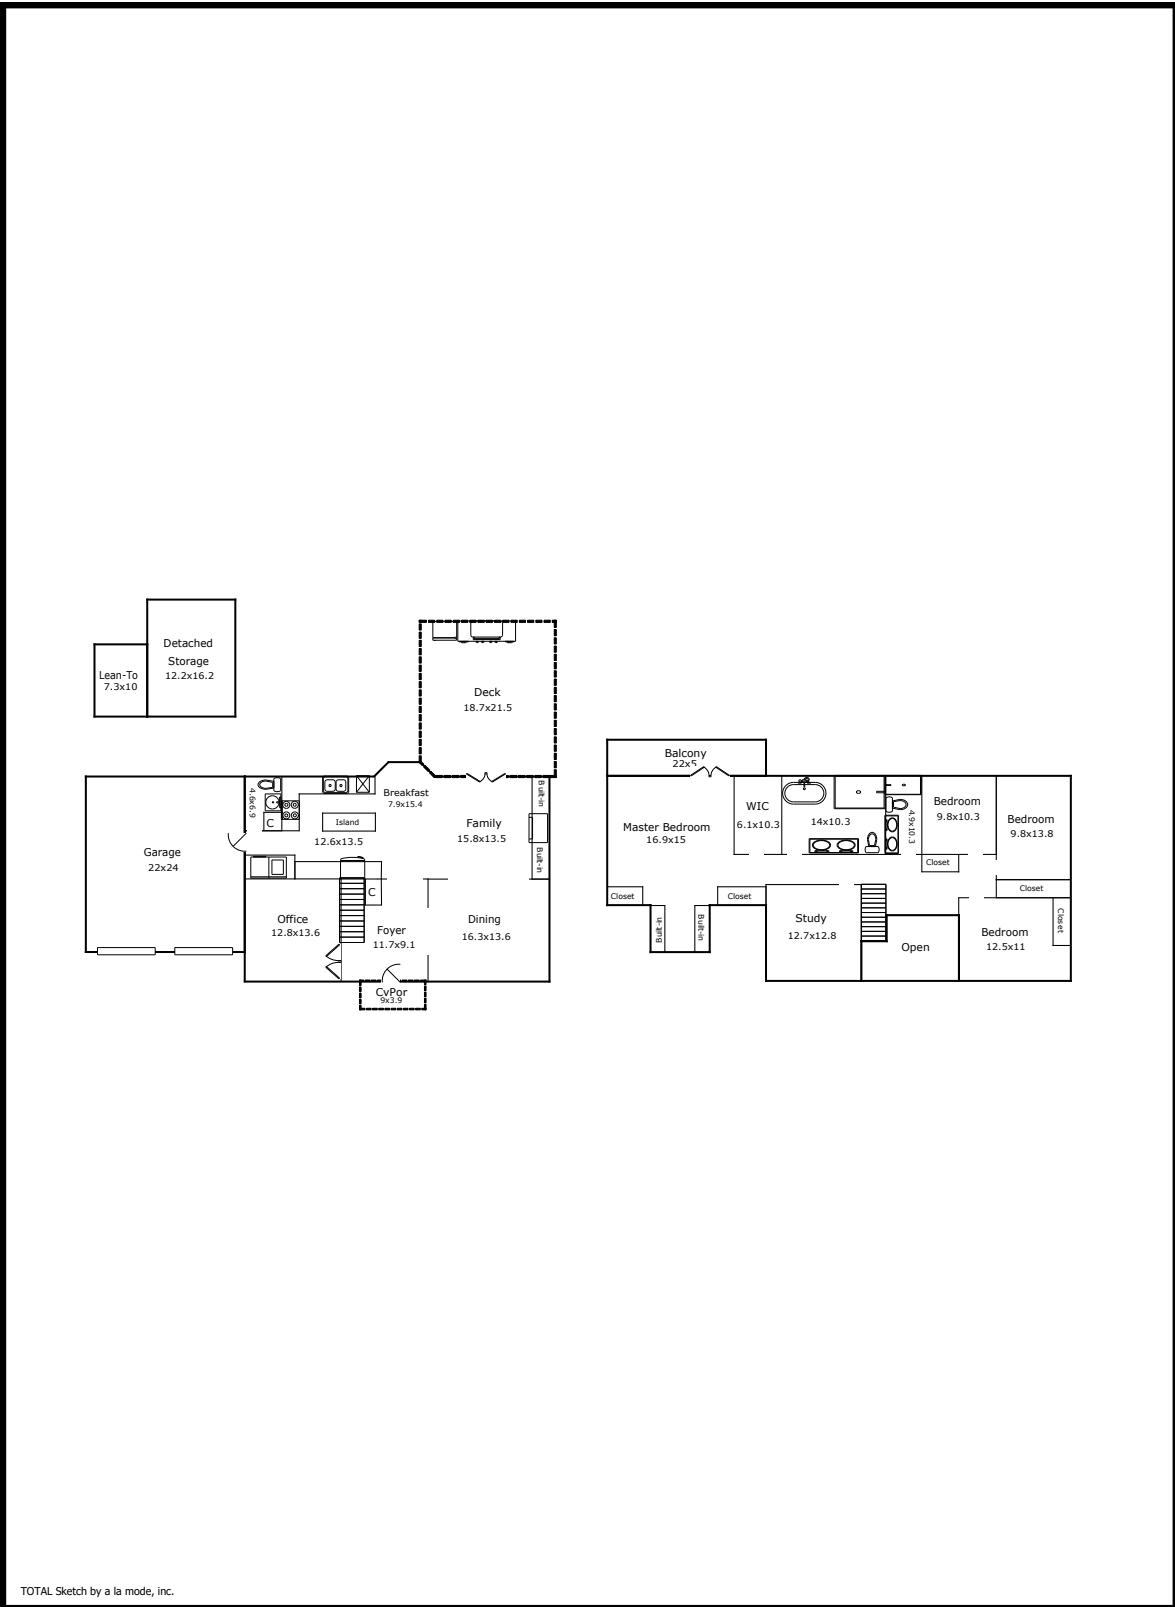 Detached
Storage
12.2x16.2
Lean-To
7.3x10
Deck
18.7x21.5
Balcony
22x5
4.6x6.9
C
Island
12.6x13.5
Breakfast
7.9x15.4
Built-in
Family
15.8x13.5
Built-in
Garage
22x24
C
Office
12.8x13.6
Foyer
11.7x9.1
Dining
16.3x13.6
CvPor
9x3.9
Master Bedroom
16.9x15
WIC
6.1x10.3
14x10.3
4.9x10.3
Bedroom
9.8x10.3
Bedroom
9.8x13.8
Closet
Closet
Closet
Closet
Built-in
Built-in
Study
12.7x12.8
Open
Bedroom
12.5x11
Closet
TOTAL Sketch by a la mode, inc.